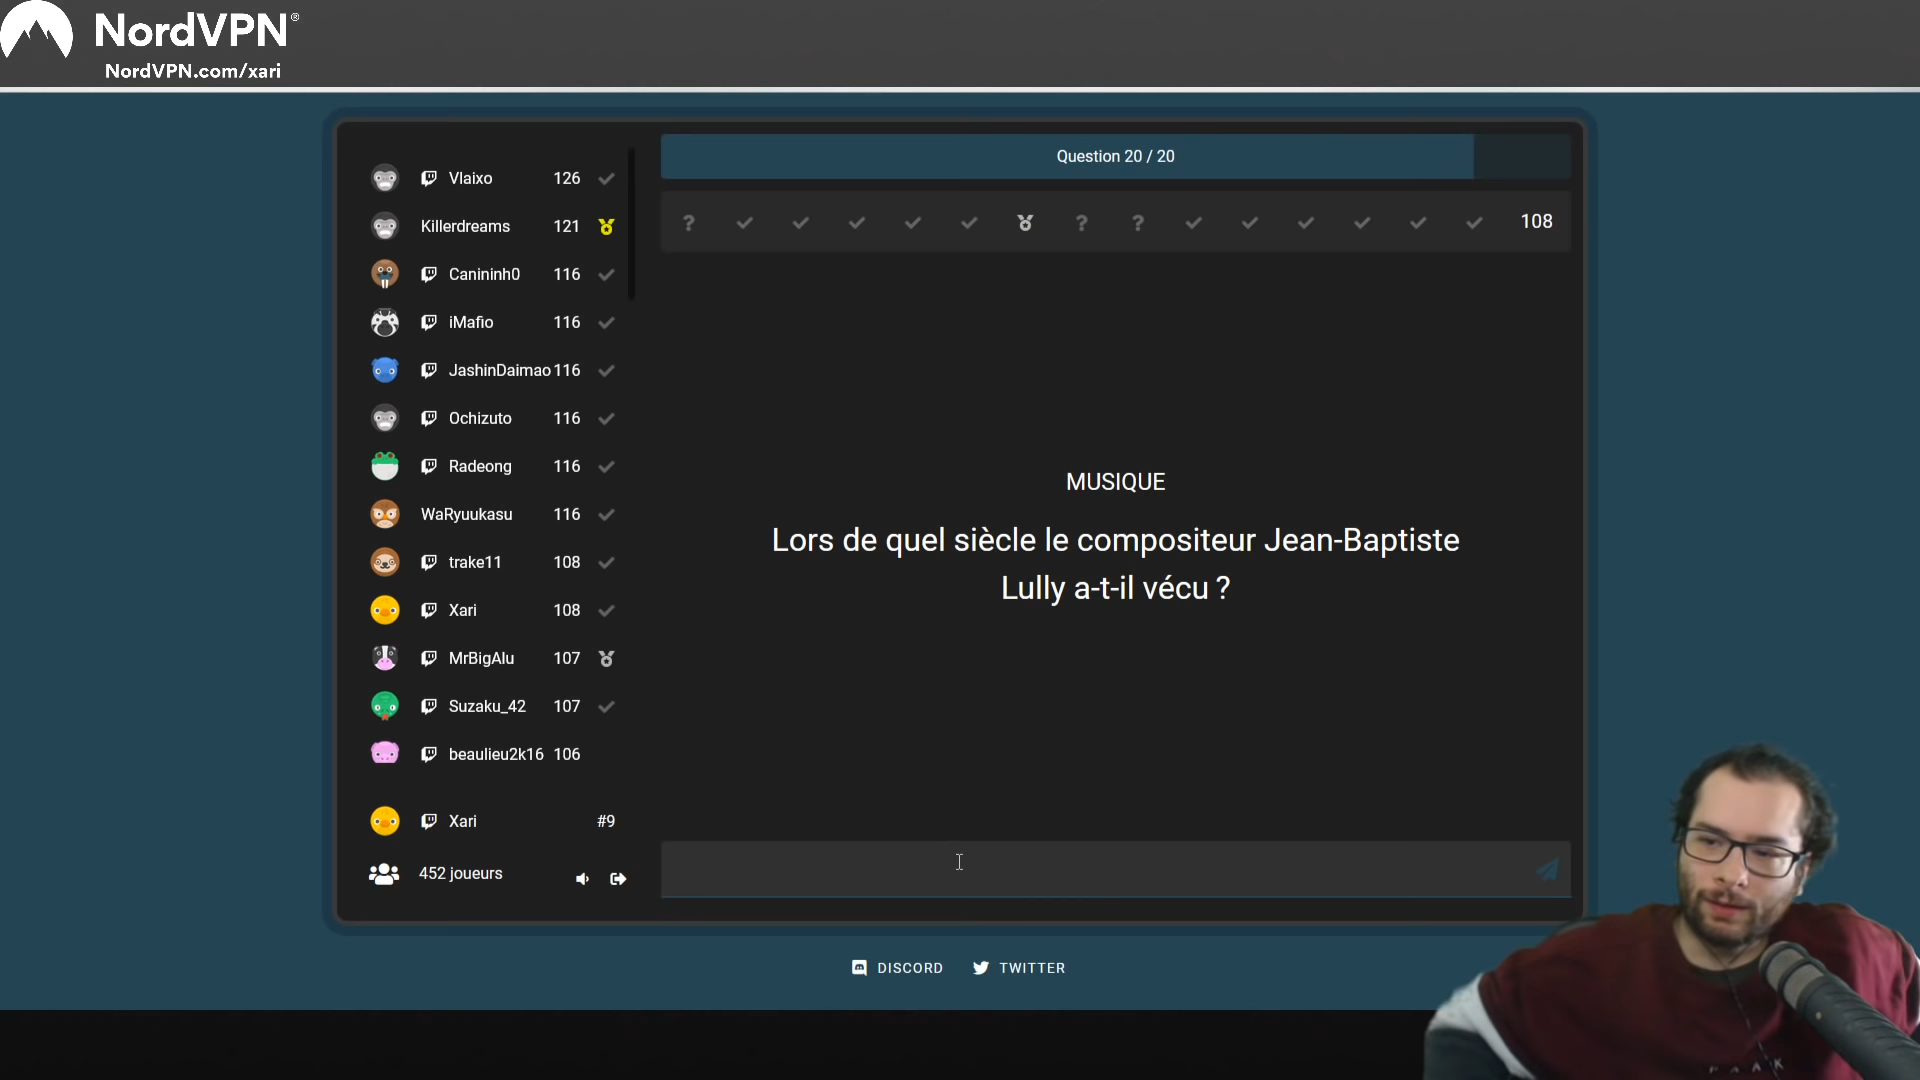 NordVPN®
NordVPN.com/xari
Question 20 / 20
? ? ? 108
Vlaixo 126
Killerdreams 121
Canininh0 116
iMafio 116
JashinDaimao 116
Ochizuto 116
Radeong 116
WaRyuukasu 116
trake11 108
Xari 108
MrBigAlu 107
Suzaku_42 107
beaulieu2k16 106
Xari #9
452 joueurs
MUSIQUE
Lors de quel siècle le compositeur Jean-Baptiste
Lully a-t-il vécu ?
DISCORD TWITTER